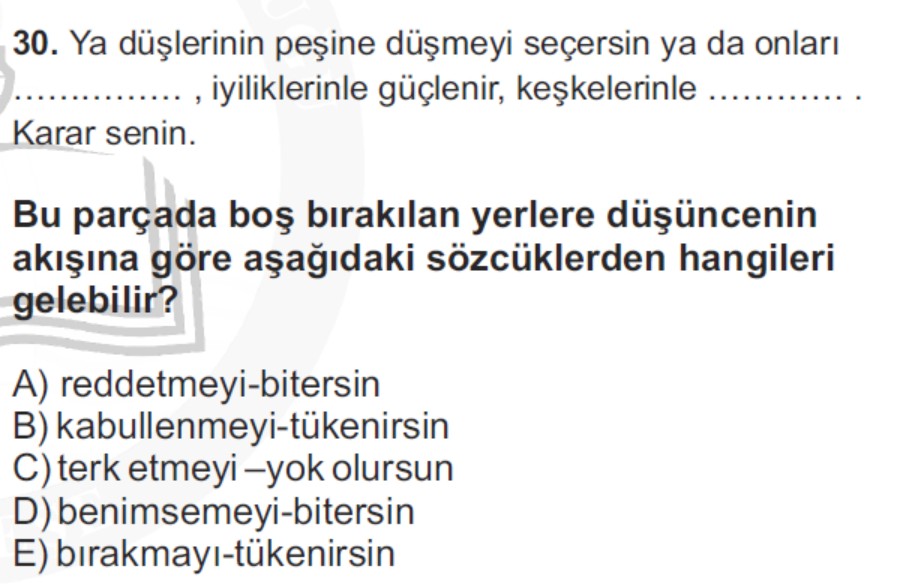 30. Ya düşlerinin peşine düşmeyi seçersin ya da onları
............... , iyiliklerinle güçlenir, keşkelerinle ............ .
Karar senin.
Bu parçada boş bırakılan yerlere düşüncenin
akışına göre aşağıdaki sözcüklerden hangileri
gelebilir?
A) reddetmeyi-bitersin
B) kabullenmeyi-tükenirsin
C) terk etmeyi –yok olursun
D) benimsemeyi-bitersin
E) bırakmayı-tükenirsin